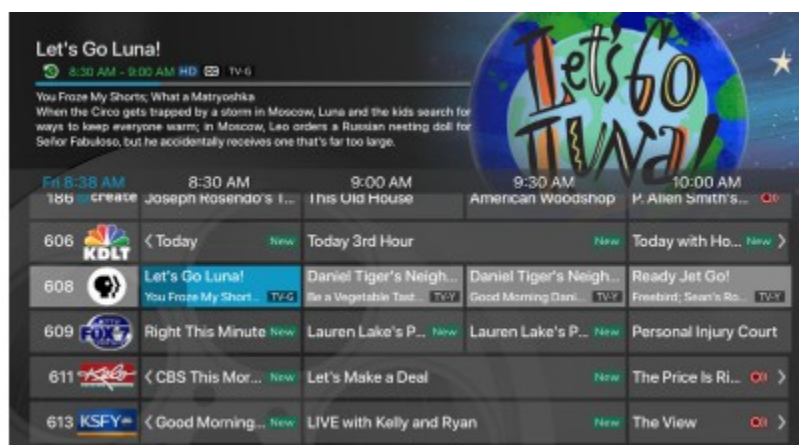 Let's Go Luna!
8:30 AM - 9:00 AM HD CC TV-G
You Froze My Shorts; What a Matryoshka
When the Circo gets trapped by a storm in Moscow, Luna and the kids search for
ways to keep everyone warm; in Moscow, Leo orders a Russian nesting doll for
Señor Fabuloso, but he accidentally receives one that's far too large.
LET'S GO LUNA!
Fri 8:38 AM 8:30 AM 9:00 AM 9:30 AM 10:00 AM
186 create Joseph Rosendo's T... This Old House American Woodshop P. Allen Smith's...
606 KDLT Today New Today 3rd Hour New Today with Ho... New
608 Let's Go Luna! Daniel Tiger's Neigh... Daniel Tiger's Neigh... Ready Jet Go!
You Froze My Short... TV-G Be a Vegetable Tast... TV-Y Good Morning Dani... TV-Y Freebird; Sean's Ro... TV-Y
609 FOX 7 Right This Minute New Lauren Lake's P... New Lauren Lake's P... New Personal Injury Court
611 Kelo CBS This Mor... New Let's Make a Deal New The Price Is Ri...
613 KSFY Good Morning... New LIVE with Kelly and Ryan New The View